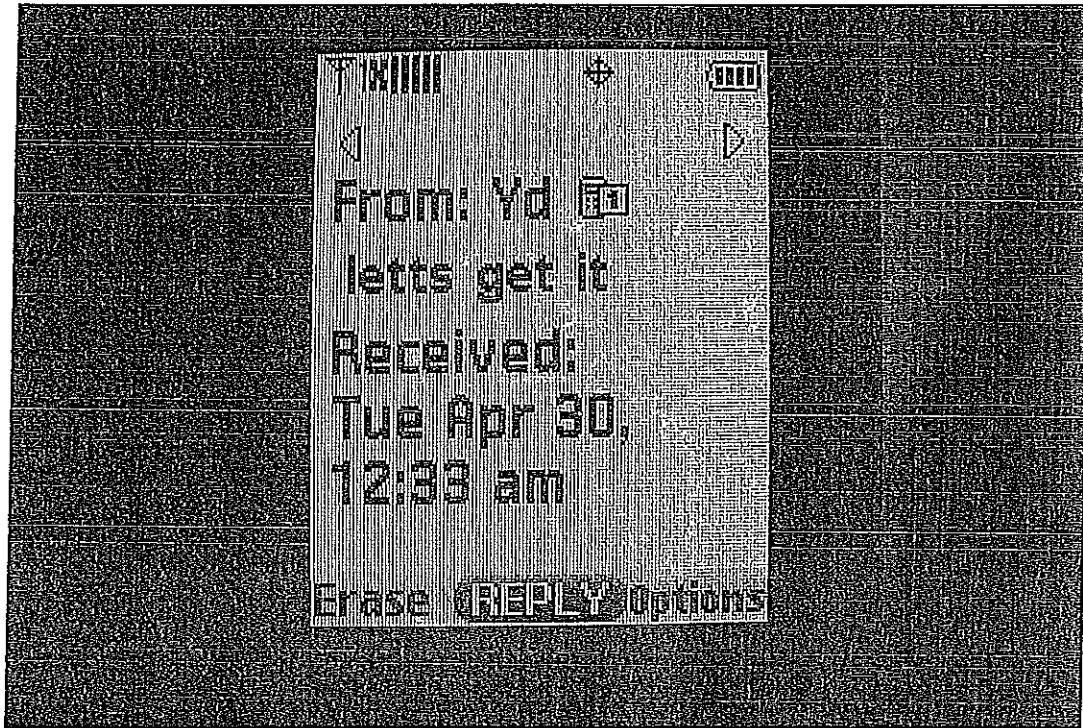 From: Yd
letts get it
Received:
Tue Apr 30,
12:33 am
Erase REPLY Options